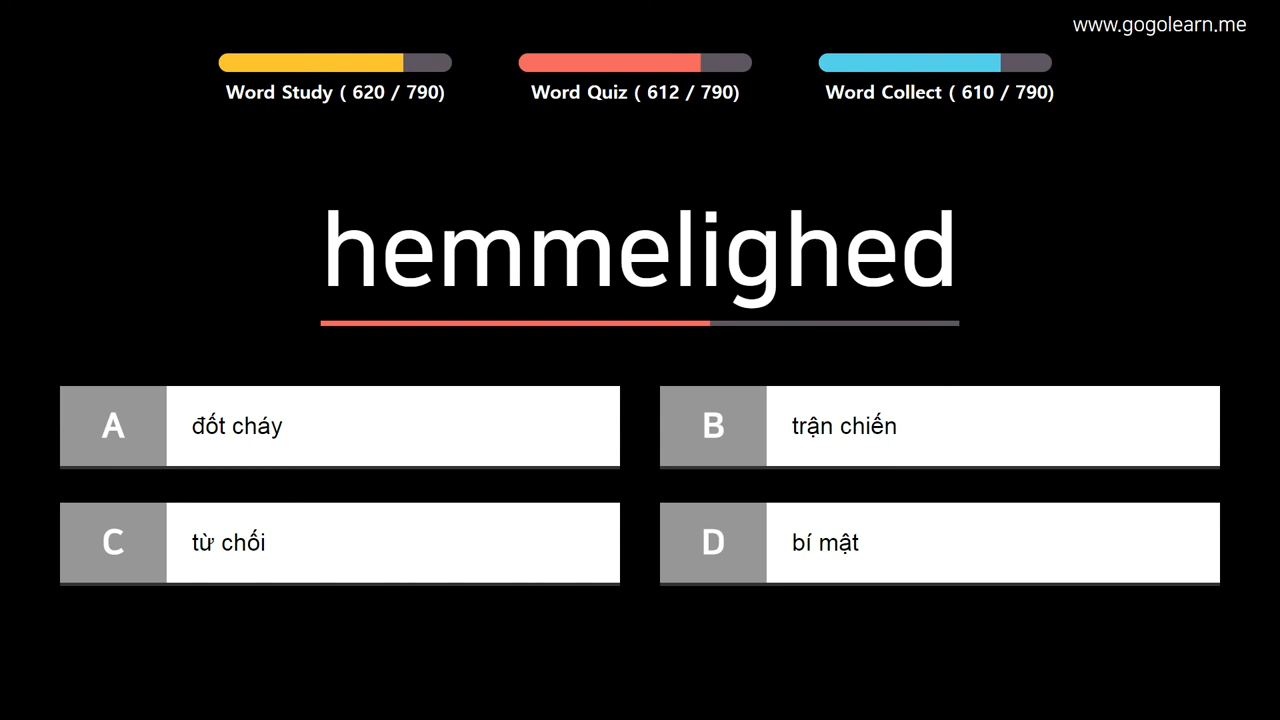 www.gogolearn.me
Word Study ( 620 / 790)
Word Quiz ( 612 / 790)
Word Collect ( 610 / 790)
hemmelighed
A đốt cháy
B trận chiến
C từ chối
D bí mật